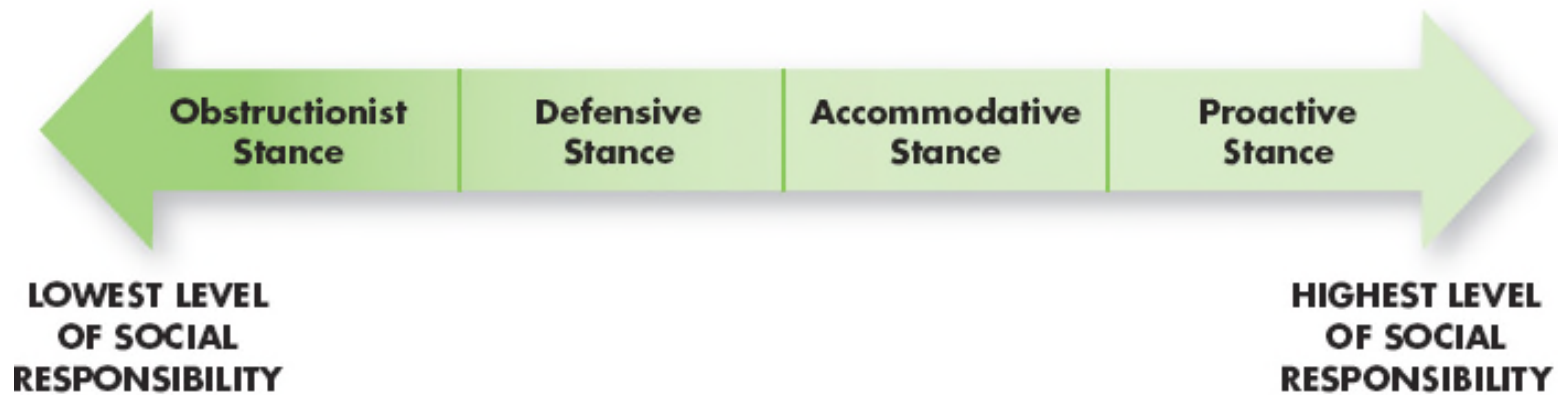 Obstructionist
Stance
Defensive
Stance
Accommodative
Stance
Proactive
Stance
LOWEST LEVEL
OF SOCIAL
RESPONSIBILITY
HIGHEST LEVEL
OF SOCIAL
RESPONSIBILITY